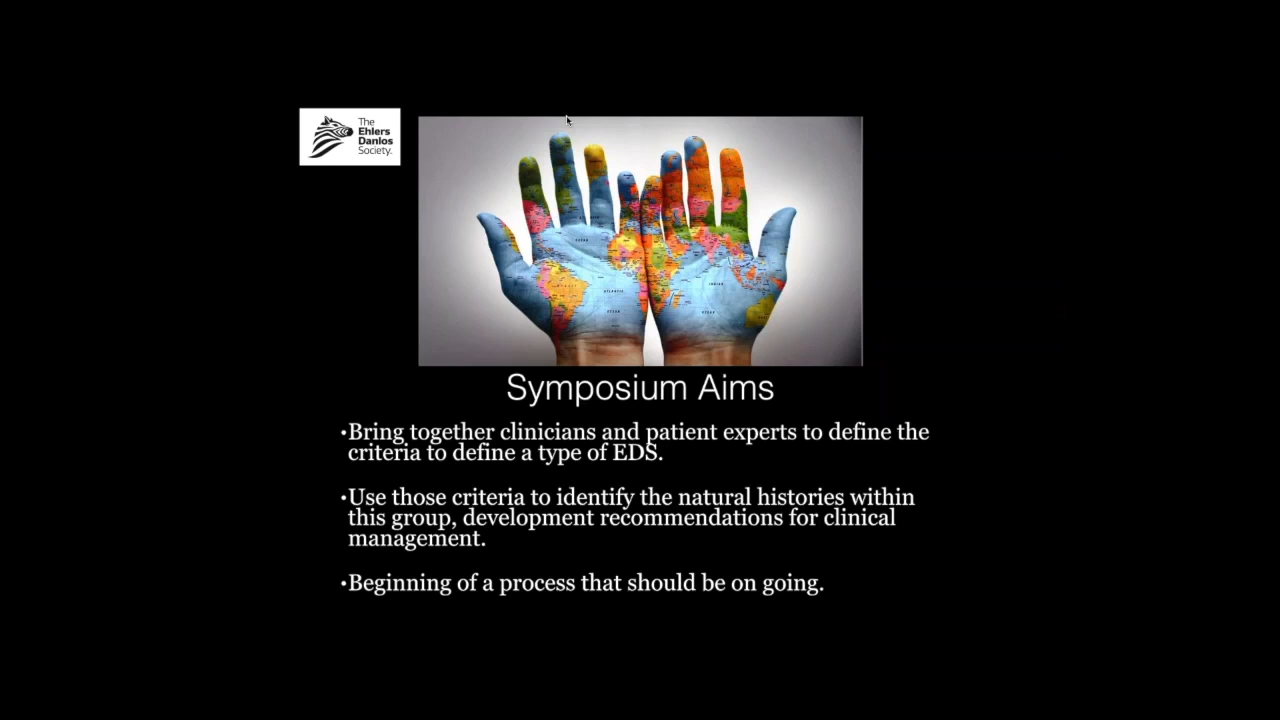 The
Ehlers
Danlos
Society.
Symposium Aims
•Bring together clinicians and patient experts to define the
criteria to define a type of EDS.
•Use those criteria to identify the natural histories within
this group, development recommendations for clinical
management.
•Beginning of a process that should be on going.